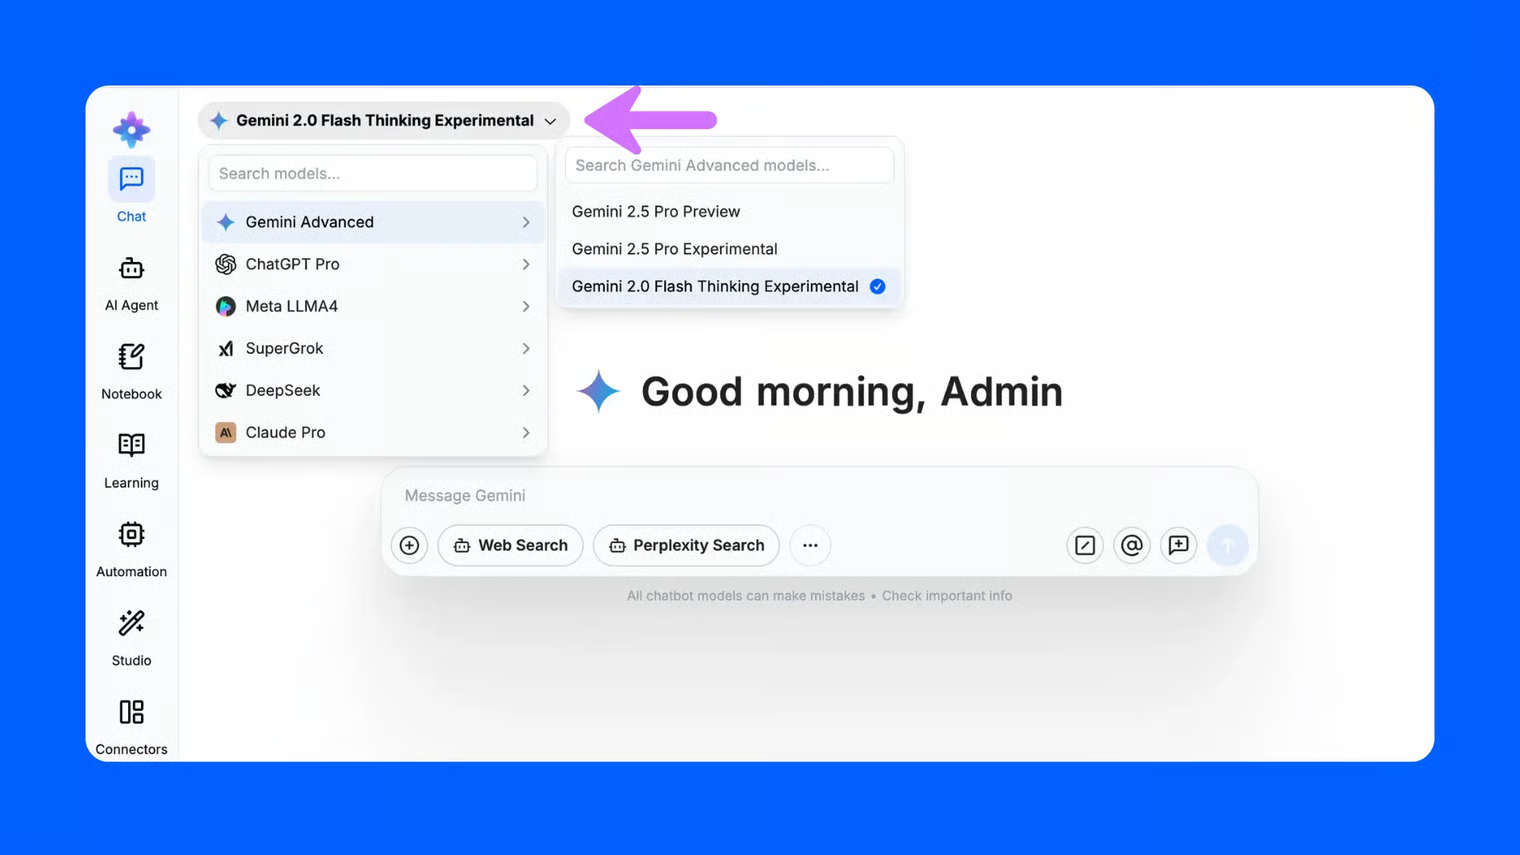 Gemini 2.0 Flash Thinking Experimental
Search models...
Gemini Advanced
ChatGPT Pro
Meta LLMA4
SuperGrok
DeepSeek
Claude Pro
Search Gemini Advanced models...
Gemini 2.5 Pro Preview
Gemini 2.5 Pro Experimental
Gemini 2.0 Flash Thinking Experimental
Chat
AI Agent
Notebook
Learning
Automation
Studio
Connectors
Good morning, Admin
Message Gemini
Web Search
Perplexity Search
All chatbot models can make mistakes • Check important info